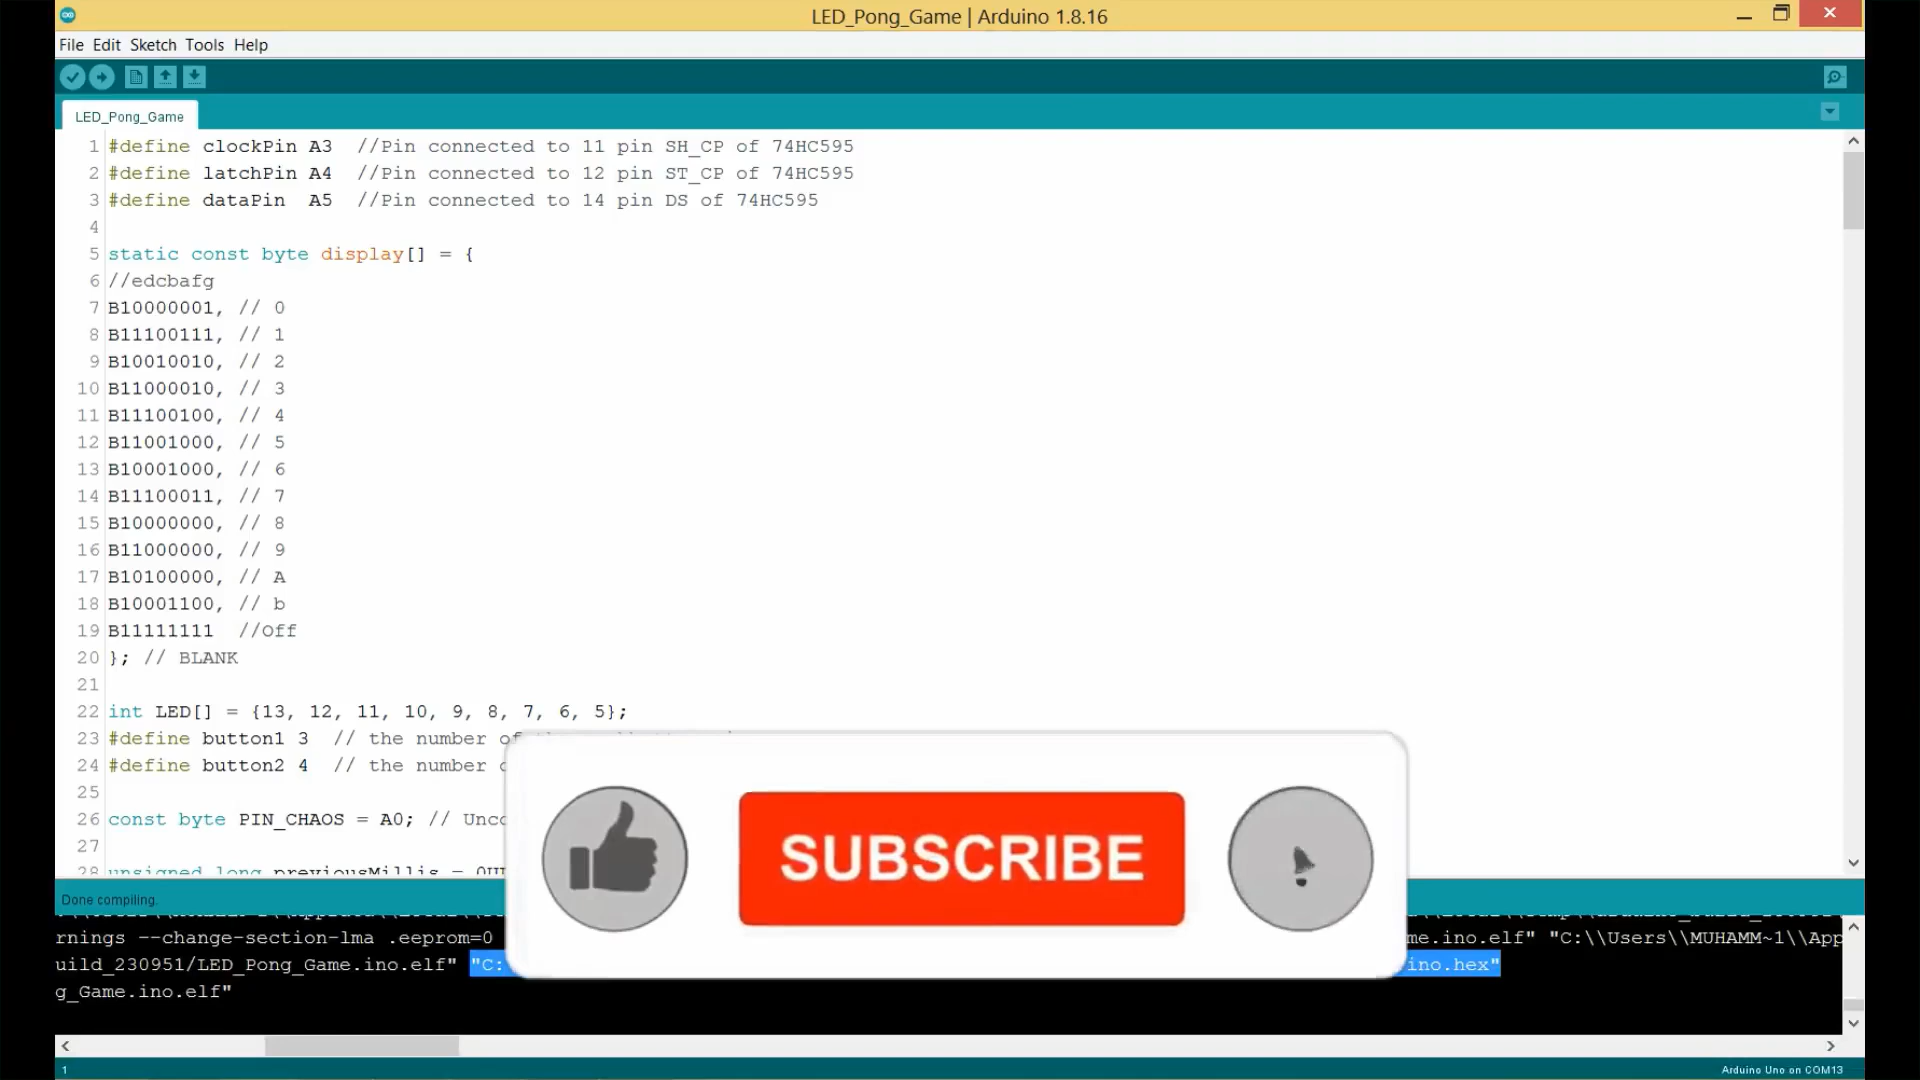 LED_Pong_Game | Arduino 1.8.16
File Edit Sketch Tools Help
LED_Pong_Game
1 #define clockPin A3  //Pin connected to 11 pin SH_CP of 74HC595
2 #define latchPin A4  //Pin connected to 12 pin ST_CP of 74HC595
3 #define dataPin  A5  //Pin connected to 14 pin DS of 74HC595
4
5 static const byte display[] = {
6 //edcbafg
7 B10000001, // 0
8 B11100111, // 1
9 B10010010, // 2
10 B11000010, // 3
11 B11100100, // 4
12 B11001000, // 5
13 B10001000, // 6
14 B11100011, // 7
15 B10000000, // 8
16 B11000000, // 9
17 B10100000, // A
18 B10001100, // b
19 B11111111  //Off
20 }; // BLANK
21
22 int LED[] = {13, 12, 11, 10, 9, 8, 7, 6, 5};
23 #define button1 3  // the number of
24 #define button2 4  // the number
25
26 const byte PIN_CHAOS = A0; //
27
28 unsigned long previousMillis =
SUBSCRIBE
Done compiling.
rnings --change-section-lma .eeprom=0 me.ino.elf" "C:\\Users\\MUHAMM~1\\App
uild_230951/LED_Pong_Game.ino.elf" "C: ino.hex"
g_Game.ino.elf"
1
Arduino Uno on COM13